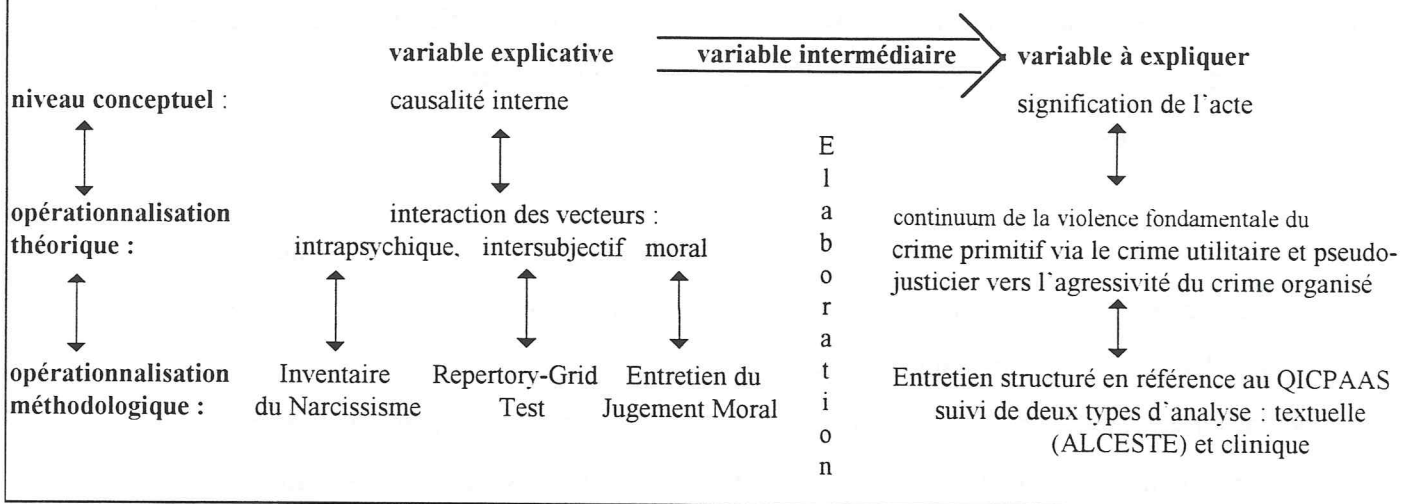 variable explicative variable intermédiaire variable à expliquer
niveau conceptuel : causalité interne signification de l'acte
opérationnalisation interaction des vecteurs : continuum de la violence fondamentale du
théorique : intrapsychique, intersubjectif moral crime primitif via le crime utilitaire et pseudo-
justicier vers l'agressivité du crime organisé
opérationnalisation Inventaire Repertory-Grid Entretien du Entretien structuré en référence au QICPAAS
méthodologique : du Narcissisme Test Jugement Moral suivi de deux types d'analyse : textuelle
(ALCESTE) et clinique
E
l
a
b
o
r
a
t
i
o
n